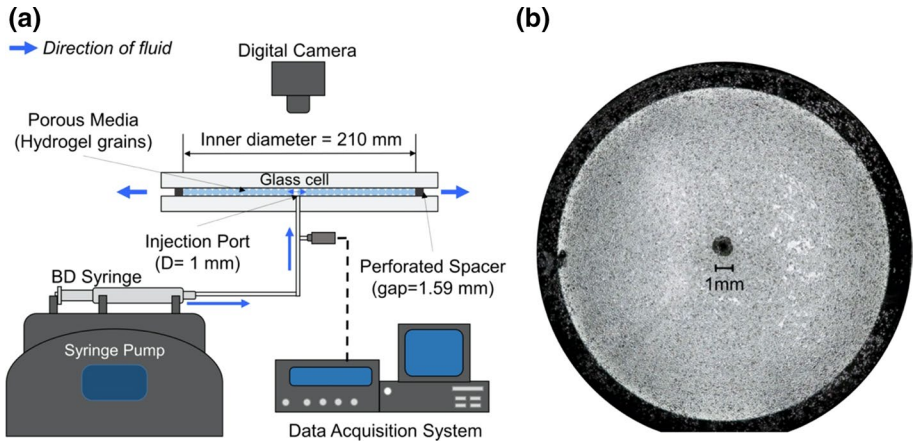 (a)
Direction of fluid
Digital Camera
Porous Media
(Hydrogel grains)
Inner diameter = 210 mm
Glass cell
Injection Port
(D= 1 mm)
Perforated Spacer
(gap=1.59 mm)
BD Syringe
Syringe Pump
Data Acquisition System
(b)
1mm